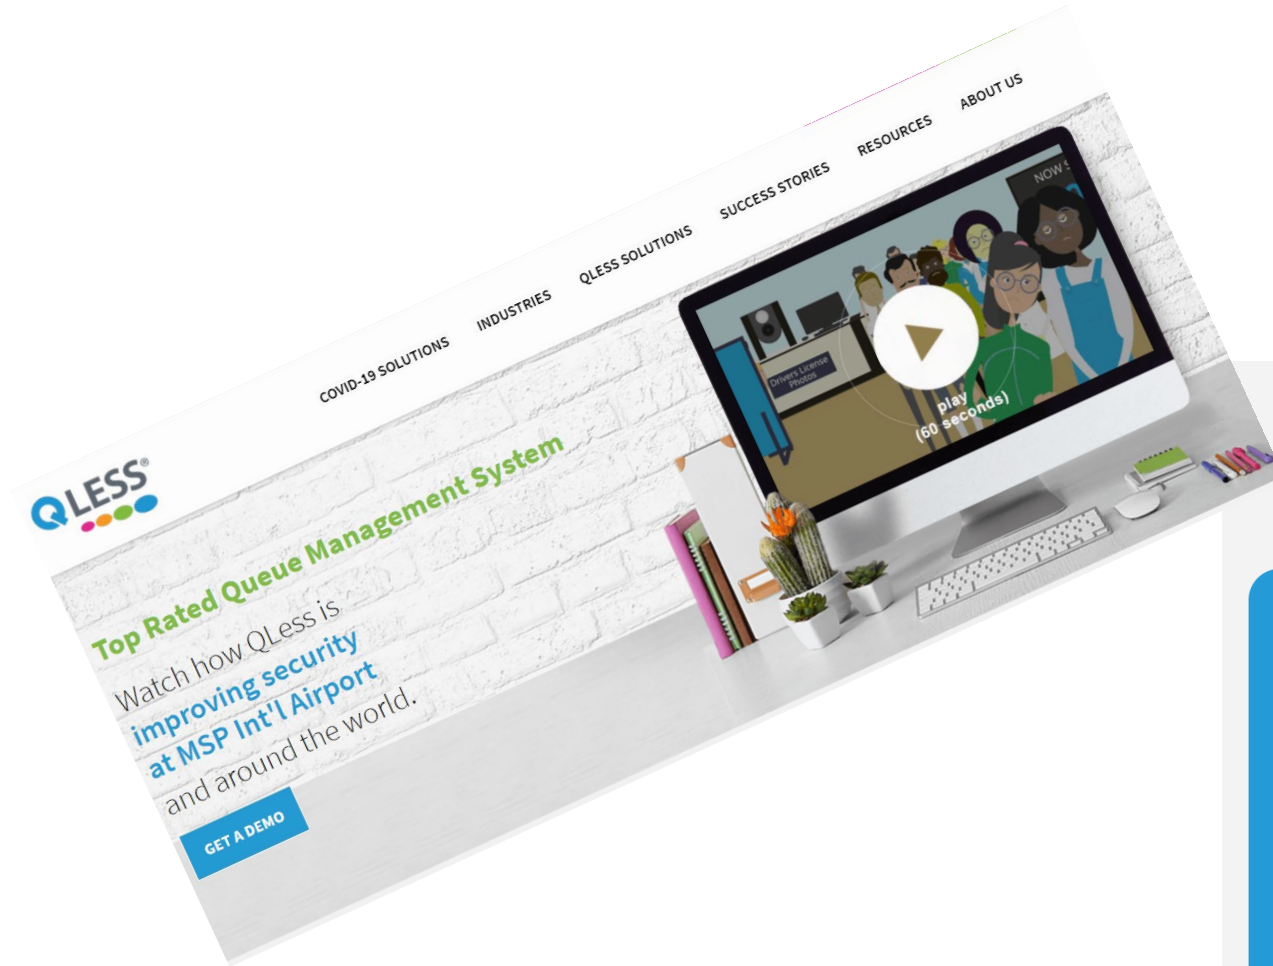 QLESS®
COVID-19 SOLUTIONS
INDUSTRIES
QLESS SOLUTIONS
SUCCESS STORIES
RESOURCES
ABOUT US
Top Rated Queue Management System
Watch how QLess is
improving security
at MSP Int'l Airport
and around the world.
GET A DEMO
NOW S
Drivers License
Photos
play
(60 seconds)